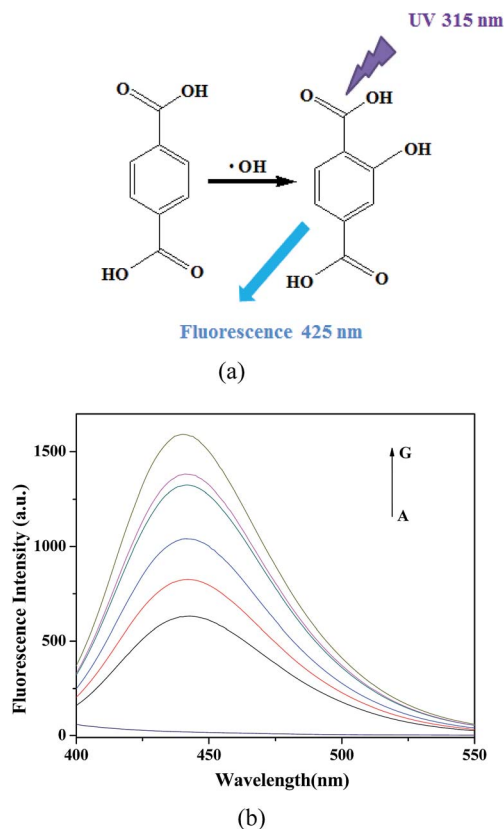 UV 315 nm
O
OH
O
OH
OH
· OH
HO
O
HO
O
Fluorescence 425 nm
(a)
1500
1000
500
0
Fluorescence Intensity (a.u.)
G
A
400
450
500
550
Wavelength(nm)
(b)